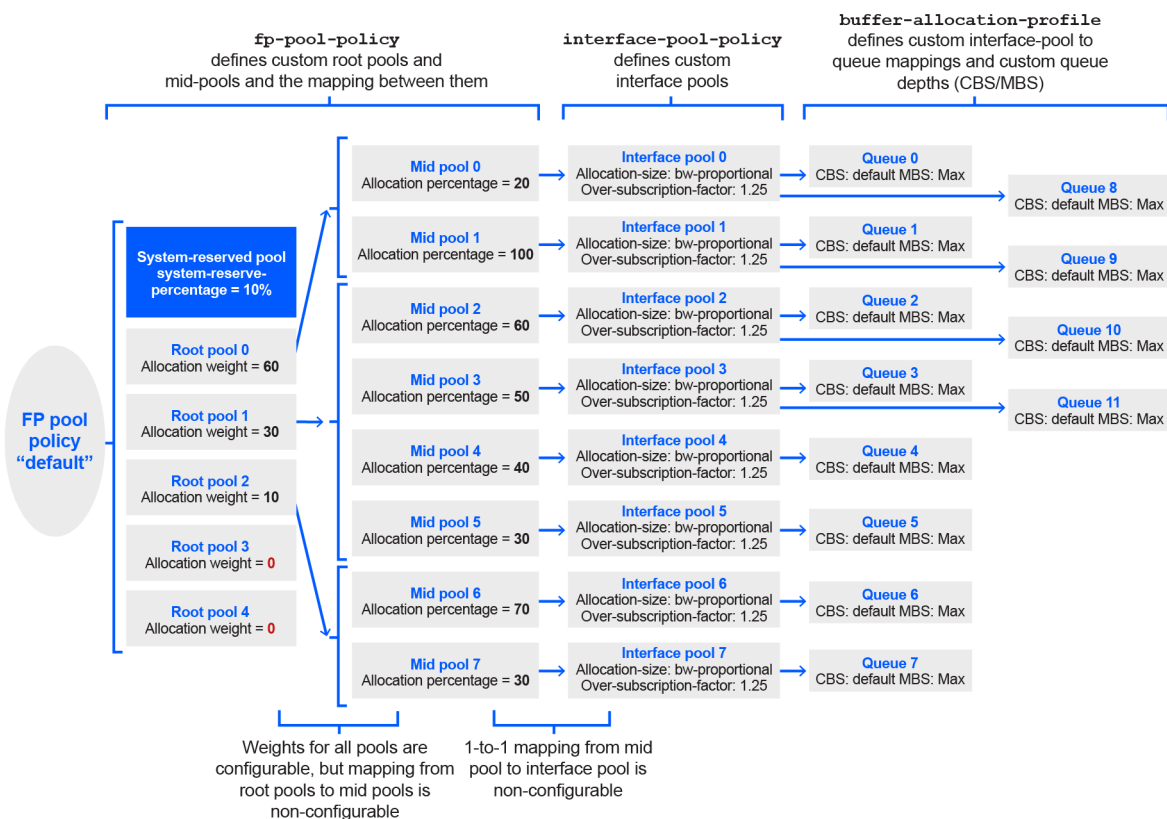 fp-pool-policy
defines custom root pools and
mid-pools and the mapping between them
interface-pool-policy
defines custom
interface pools
buffer-allocation-profile
defines custom interface-pool to
queue mappings and custom queue
depths (CBS/MBS)
FP pool
policy
“default”
System-reserved pool
system-reserve-
percentage = 10%
Root pool 0
Allocation weight = 60
Root pool 1
Allocation weight = 30
Root pool 2
Allocation weight = 10
Root pool 3
Allocation weight = 0
Root pool 4
Allocation weight = 0
Mid pool 0
Allocation percentage = 20
Mid pool 1
Allocation percentage = 100
Mid pool 2
Allocation percentage = 60
Mid pool 3
Allocation percentage = 50
Mid pool 4
Allocation percentage = 40
Mid pool 5
Allocation percentage = 30
Mid pool 6
Allocation percentage = 70
Mid pool 7
Allocation percentage = 30
Interface pool 0
Allocation-size: bw-proportional
Over-subscription-factor: 1.25
Interface pool 1
Allocation-size: bw-proportional
Over-subscription-factor: 1.25
Interface pool 2
Allocation-size: bw-proportional
Over-subscription-factor: 1.25
Interface pool 3
Allocation-size: bw-proportional
Over-subscription-factor: 1.25
Interface pool 4
Allocation-size: bw-proportional
Over-subscription-factor: 1.25
Interface pool 5
Allocation-size: bw-proportional
Over-subscription-factor: 1.25
Interface pool 6
Allocation-size: bw-proportional
Over-subscription-factor: 1.25
Interface pool 7
Allocation-size: bw-proportional
Over-subscription-factor: 1.25
Queue 0
CBS: default MBS: Max
Queue 1
CBS: default MBS: Max
Queue 2
CBS: default MBS: Max
Queue 3
CBS: default MBS: Max
Queue 4
CBS: default MBS: Max
Queue 5
CBS: default MBS: Max
Queue 6
CBS: default MBS: Max
Queue 7
CBS: default MBS: Max
Queue 8
CBS: default MBS: Max
Queue 9
CBS: default MBS: Max
Queue 10
CBS: default MBS: Max
Queue 11
CBS: default MBS: Max
Weights for all pools are
configurable, but mapping from
root pools to mid pools is
non-configurable
1-to-1 mapping from mid
pool to interface pool is
non-configurable